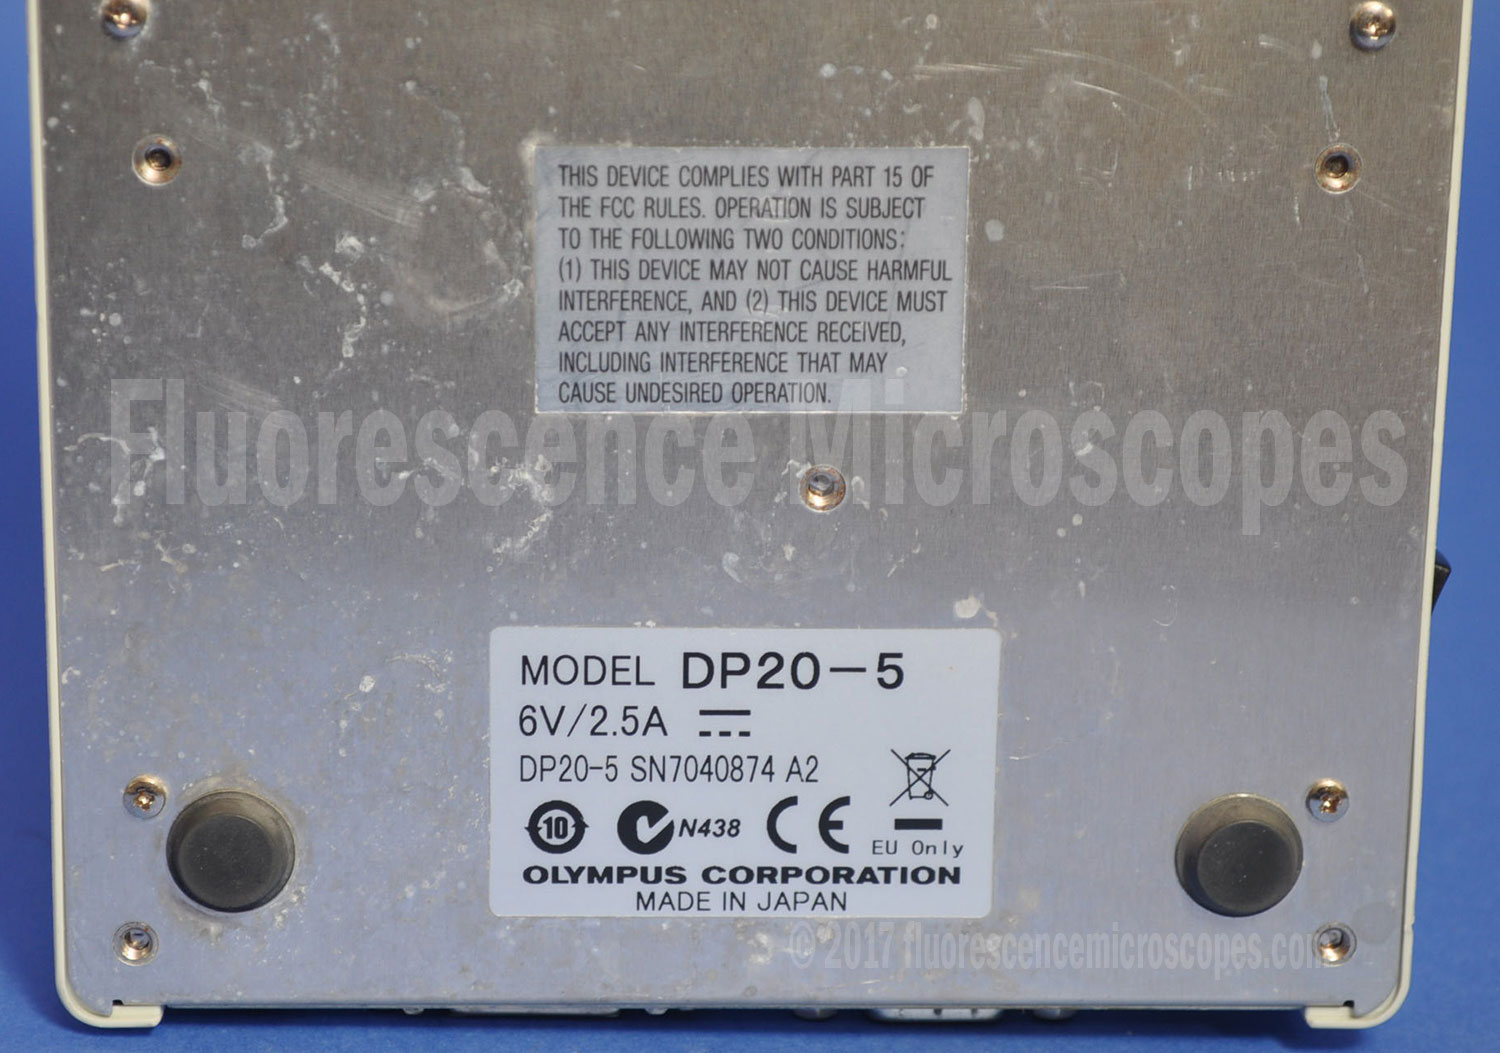 THIS DEVICE COMPLIES WITH PART 15 OF
THE FCC RULES. OPERATION IS SUBJECT
TO THE FOLLOWING TWO CONDITIONS:
(1) THIS DEVICE MAY NOT CAUSE HARMFUL
INTERFERENCE, AND (2) THIS DEVICE MUST
ACCEPT ANY INTERFERENCE RECEIVED,
INCLUDING INTERFERENCE THAT MAY
CAUSE UNDESIRED OPERATION.
Fluorescence Microscopes
MODEL DP20-5
6V/2.5A
DP20-5 SN7040874 A2
10 N438 CE EU Only
OLYMPUS CORPORATION
MADE IN JAPAN
© 2017 fluorescencemicroscopes.com